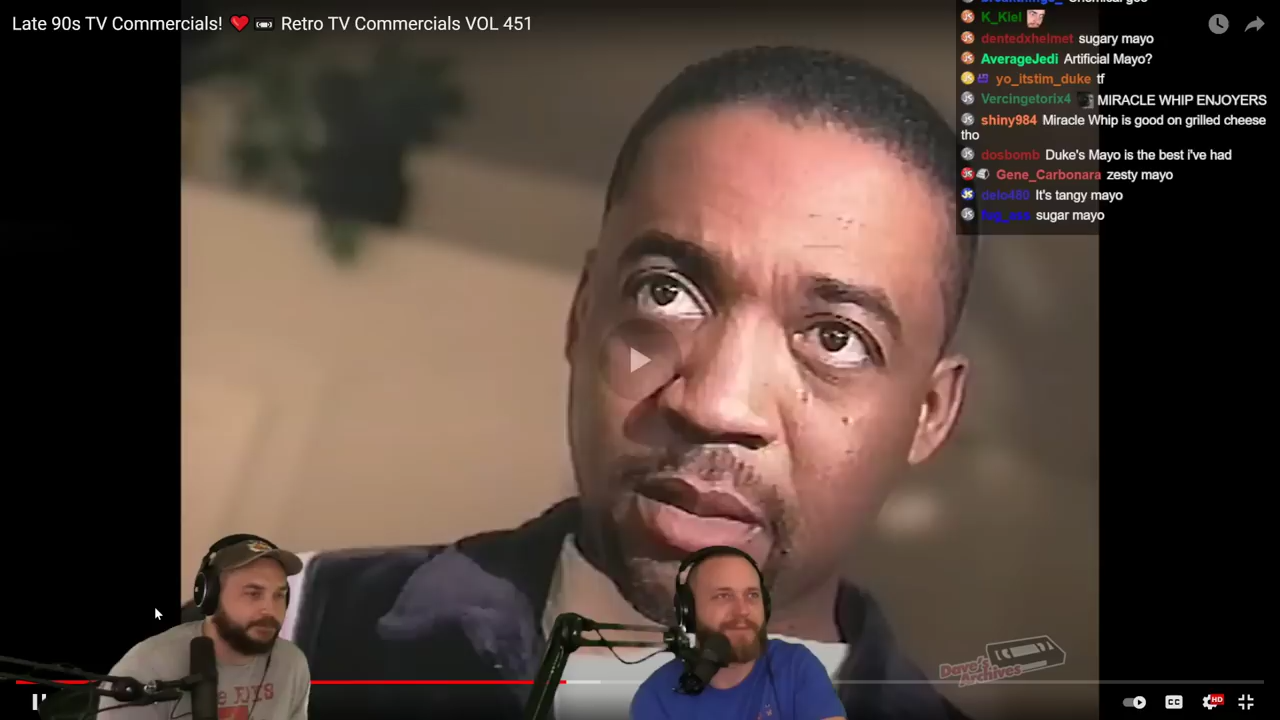 Late 90s TV Commercials! ❤️ 📼 Retro TV Commercials VOL 451
K_Kiel
dentedxhelmet sugary mayo
AverageJedi Artificial Mayo?
yo_itstim_duke tf
Vercingetorix4 MIRACLE WHIP ENJOYERS
shiny984 Miracle Whip is good on grilled cheese
tho
dosbomb Duke's Mayo is the best i've had
Gene_Carbonara zesty mayo
delo480 It's tangy mayo
sugar mayo
Dave's
Archives
CC
HD